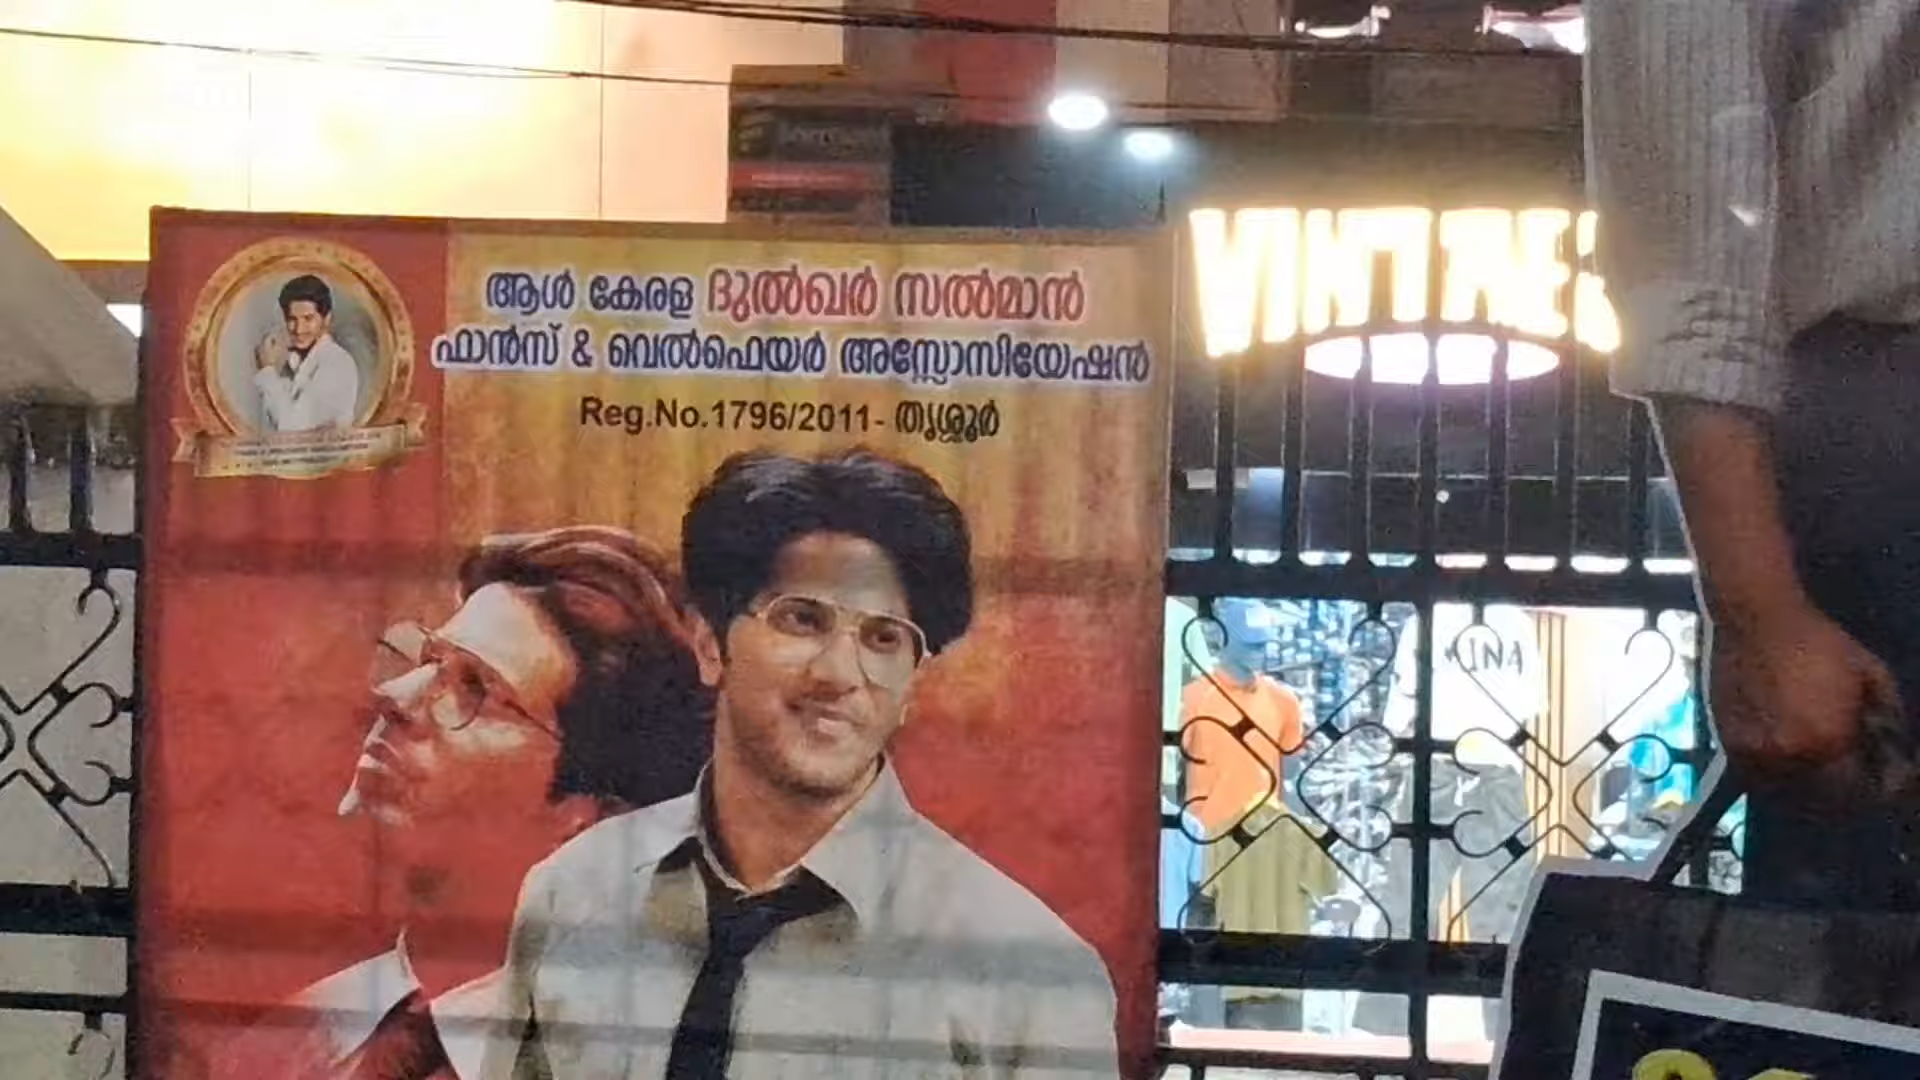 ആൾ കേരള ദുൽഖർ സൽമാൻ
ഫാൻസ് & വെൽഫെയർ അസ്സോസിയേഷൻ
Reg.No.1796/2011- തൃശ്ശൂർ